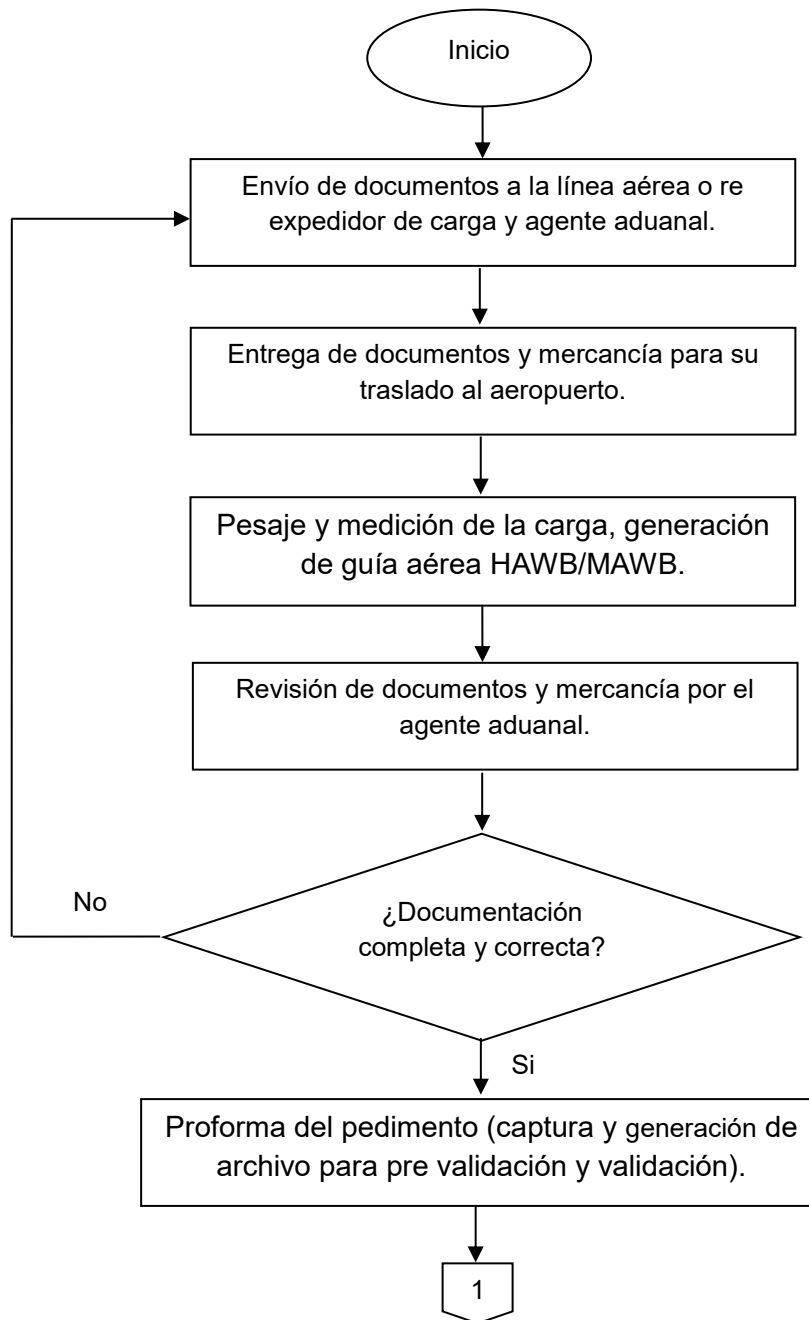 Inicio
Envío de documentos a la línea aérea o re
expedidor de carga y agente aduanal.
Entrega de documentos y mercancía para su
traslado al aeropuerto.
Pesaje y medición de la carga, generación
de guía aérea HAWB/MAWB.
Revisión de documentos y mercancía por el
agente aduanal.
No
¿Documentación
completa y correcta?
Si
Proforma del pedimento (captura y generación de
archivo para pre validación y validación).
1